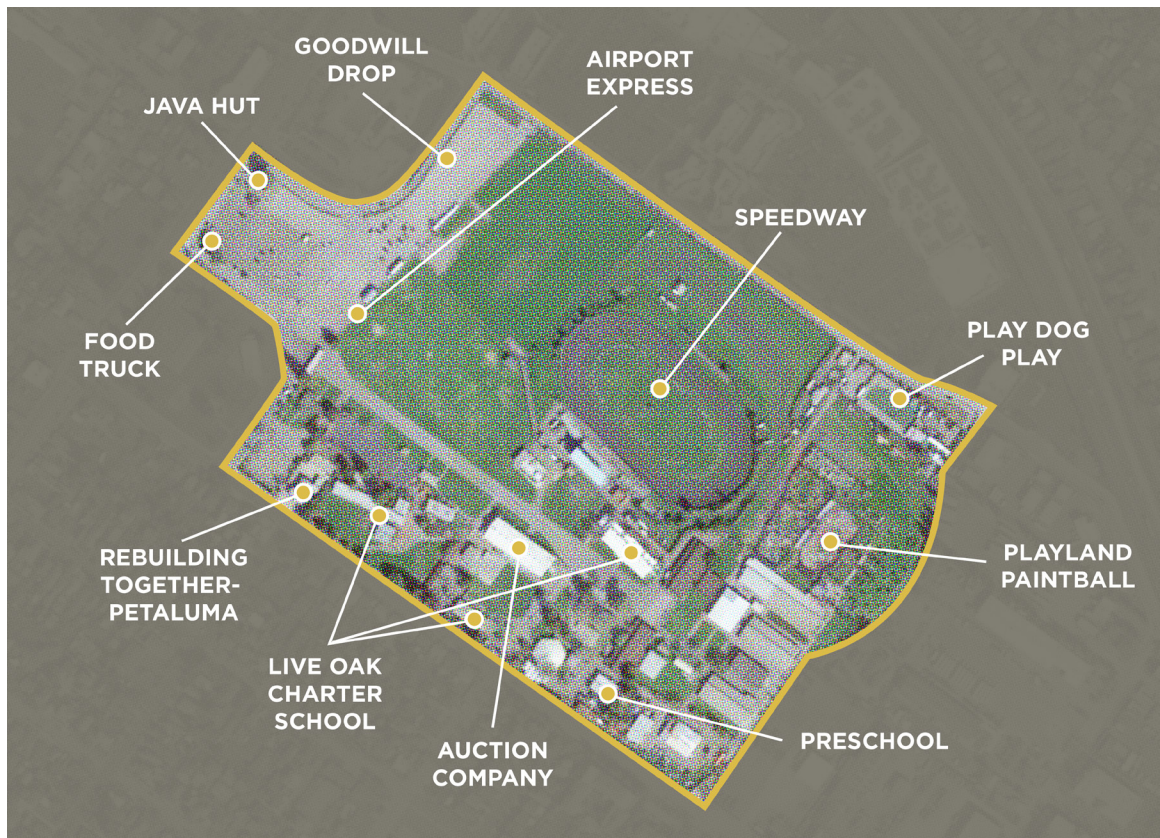 GOODWILL
DROP
AIRPORT
EXPRESS
JAVA HUT
SPEEDWAY
FOOD
TRUCK
PLAY DOG
PLAY
REBUILDING
TOGETHER-
PETALUMA
PLAYLAND
PAINTBALL
LIVE OAK
CHARTER
SCHOOL
AUCTION
COMPANY
PRESCHOOL